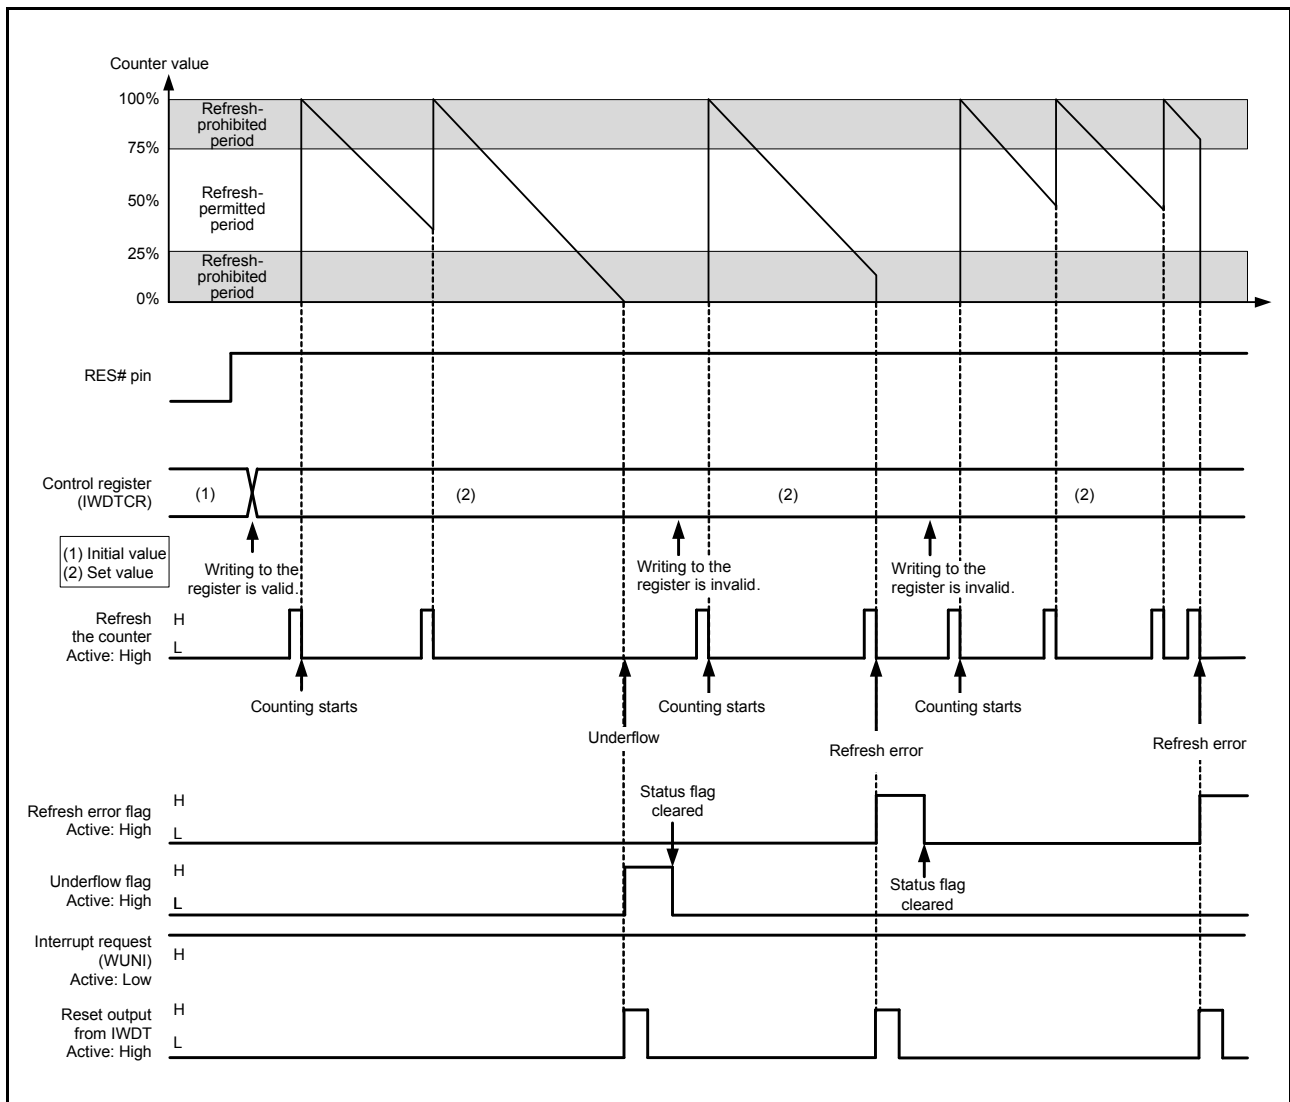 Counter value
100%
Refresh-
prohibited
period
75%
Refresh-
permitted
period
50%
25%
Refresh-
prohibited
period
0%
RES# pin
Control register
(IWDTCR)
(1)
(2)
(2)
(2)
(1) Initial value
(2) Set value
Writing to the
register is valid.
Writing to the
register is invalid.
Writing to the
register is invalid.
Refresh
the counter
Active: High
H
L
Counting starts
Counting starts
Counting starts
Underflow
Refresh error
Refresh error
Status flag
cleared
Refresh error flag
Active: High
H
L
Status flag
cleared
Underflow flag
Active: High
H
L
Interrupt request
(WUNI)
Active: Low
H
Reset output
from IWDT
Active: High
H
L